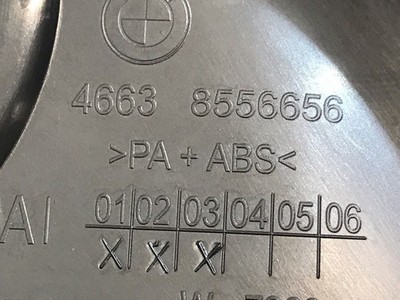 4663 8556656
>PA + ABS<
AI 01 02 03 04 05 06
X X X